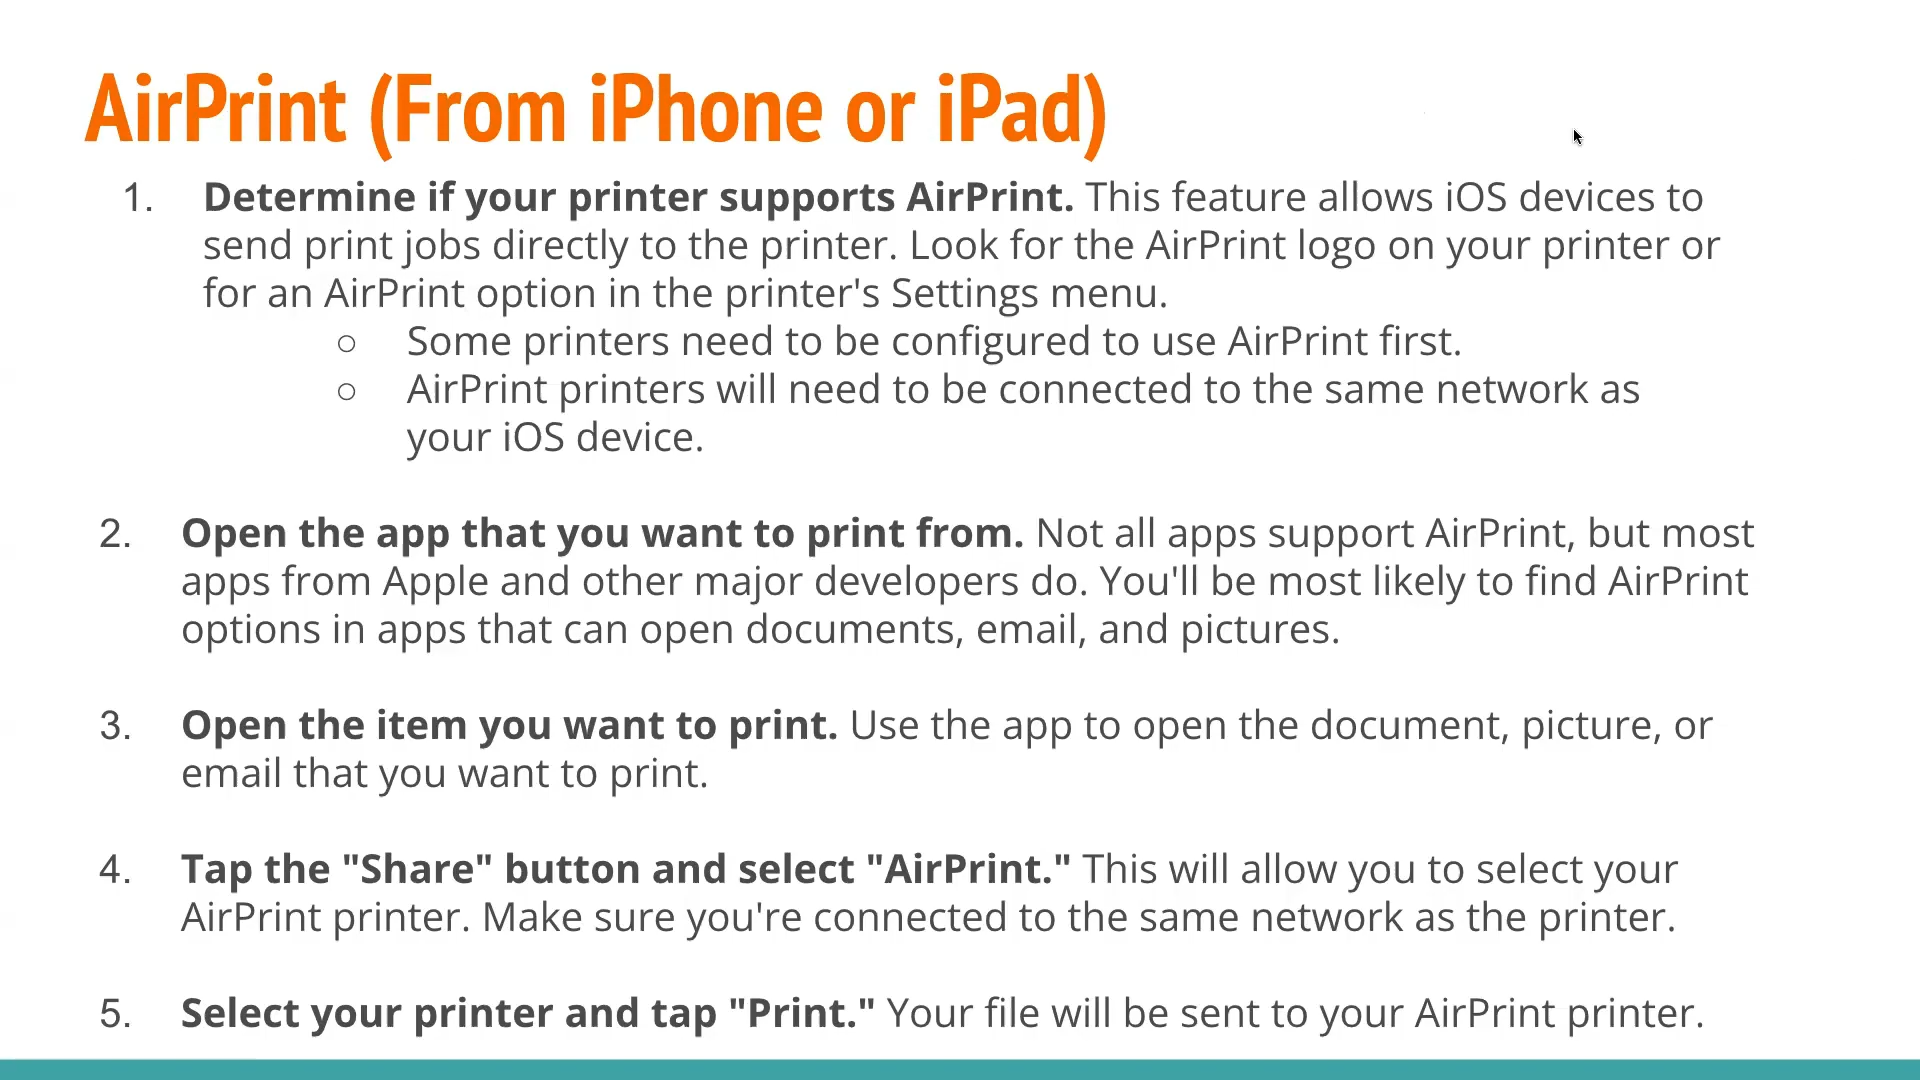 AirPrint (From iPhone or iPad)
1. Determine if your printer supports AirPrint. This feature allows iOS devices to
send print jobs directly to the printer. Look for the AirPrint logo on your printer or
for an AirPrint option in the printer's Settings menu.
○ Some printers need to be configured to use AirPrint first.
○ AirPrint printers will need to be connected to the same network as
your iOS device.
2. Open the app that you want to print from. Not all apps support AirPrint, but most
apps from Apple and other major developers do. You'll be most likely to find AirPrint
options in apps that can open documents, email, and pictures.
3. Open the item you want to print. Use the app to open the document, picture, or
email that you want to print.
4. Tap the "Share" button and select "AirPrint." This will allow you to select your
AirPrint printer. Make sure you're connected to the same network as the printer.
5. Select your printer and tap "Print." Your file will be sent to your AirPrint printer.